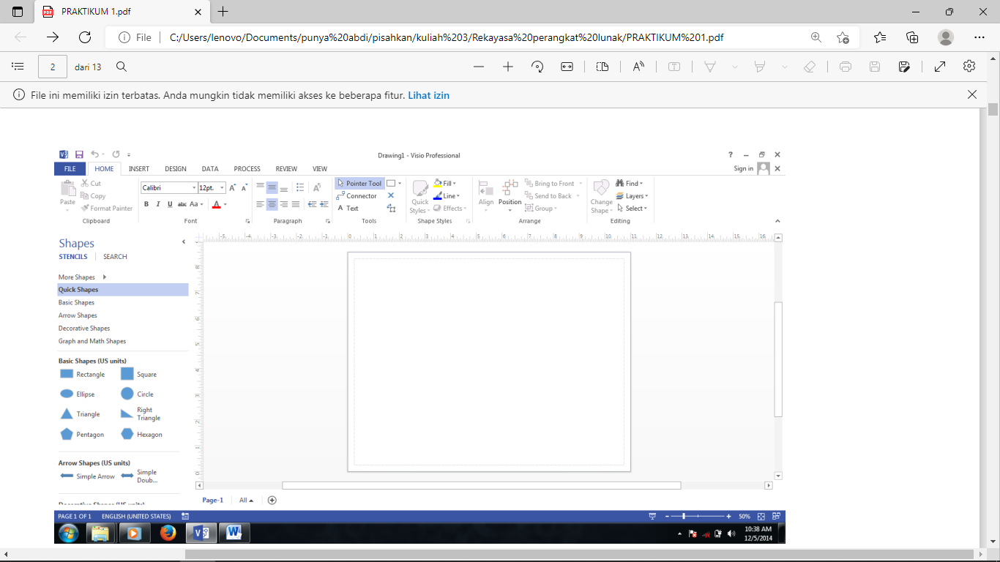 PRAKTIKUM 1.pdf
File
C:/Users/lenovo/Documents/punya%20abdi/pisahkan/kuliah%203/Rekayasa%20perangkat%20lunak/PRAKTIKUM%201.pdf
2 dari 13
File ini memiliki izin terbatas. Anda mungkin tidak memiliki akses ke beberapa fitur. Lihat izin
Drawing1 - Visio Professional
FILE HOME INSERT DESIGN DATA PROCESS REVIEW VIEW Sign in
Paste
Cut
Copy
Format Painter
Clipboard
Calibri 12pt.
B I U abc Aa A
Font
Paragraph
Pointer Tool
Connector
A Text
Tools
Quick
Styles
Fill
Line
Effects
Shape Styles
Align Position
Bring to Front
Send to Back
Group
Arrange
Change
Shape
Find
Layers
Select
Editing
Shapes
STENCILS SEARCH
More Shapes
Quick Shapes
Basic Shapes
Arrow Shapes
Decorative Shapes
Graph and Math Shapes
Basic Shapes (US units)
Rectangle Square
Ellipse Circle
Triangle Right
Triangle
Pentagon Hexagon
Arrow Shapes (US units)
Simple Arrow Simple
Doub...
Decorative Shapes (US units)
-5 -4 -3 -2 -1 0 1 2 3 4 5 6 7 8 9 10 11 12 13 14 15 16
8
7
6
5
4
3
2
1
0
Page-1 All
PAGE 1 OF 1 ENGLISH (UNITED STATES) 50%
10:38 AM
12/5/2014